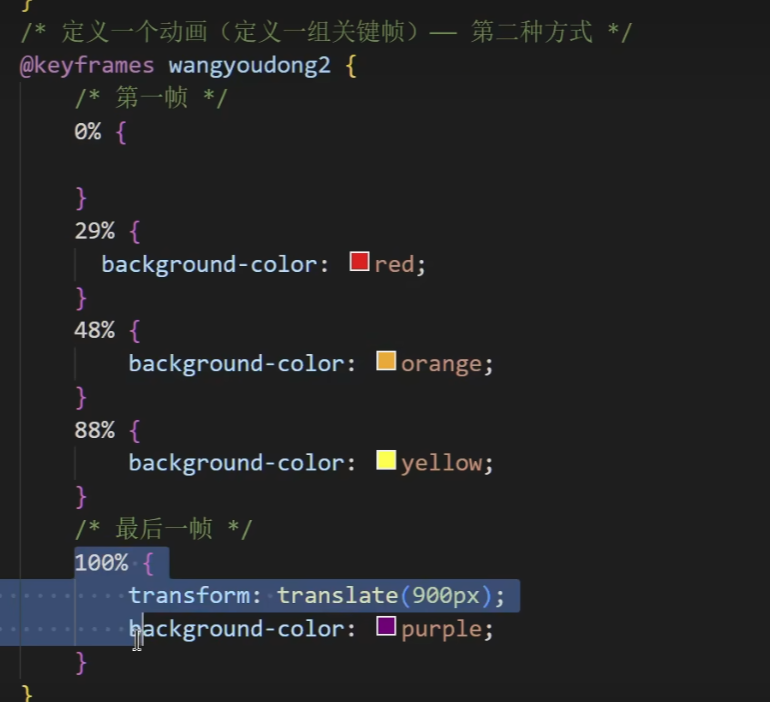 }
/* 定义一个动画（定义一组关键帧）—— 第二种方式 */
@keyframes wangyoudong2 {
/* 第一帧 */
0% {
}
29% {
background-color: red;
}
48% {
background-color: orange;
}
88% {
background-color: yellow;
}
/* 最后一帧 */
100% {
transform: translate(900px);
background-color: purple;
}
}